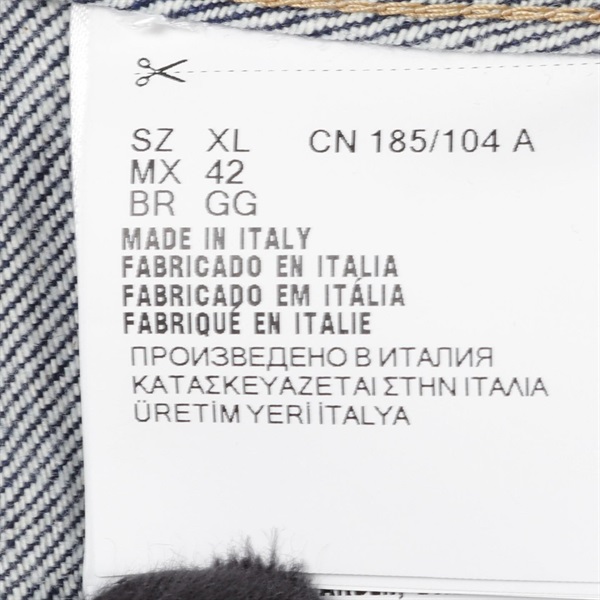 SZ XL CN 185/104 A
MX 42
BR GG
MADE IN ITALY
FABRICADO EN ITALIA
FABRICADO EM ITÁLIA
FABRIQUÉ EN ITALIE
ПРОИЗВЕДЕНО В ИТАЛИЯ
ΚΑΤΑΣΚΕΥΑΖΕΤΑΙ ΣΤΗΝ ΙΤΑΛΙΑ
ÜRETİM YERİ İTALYA